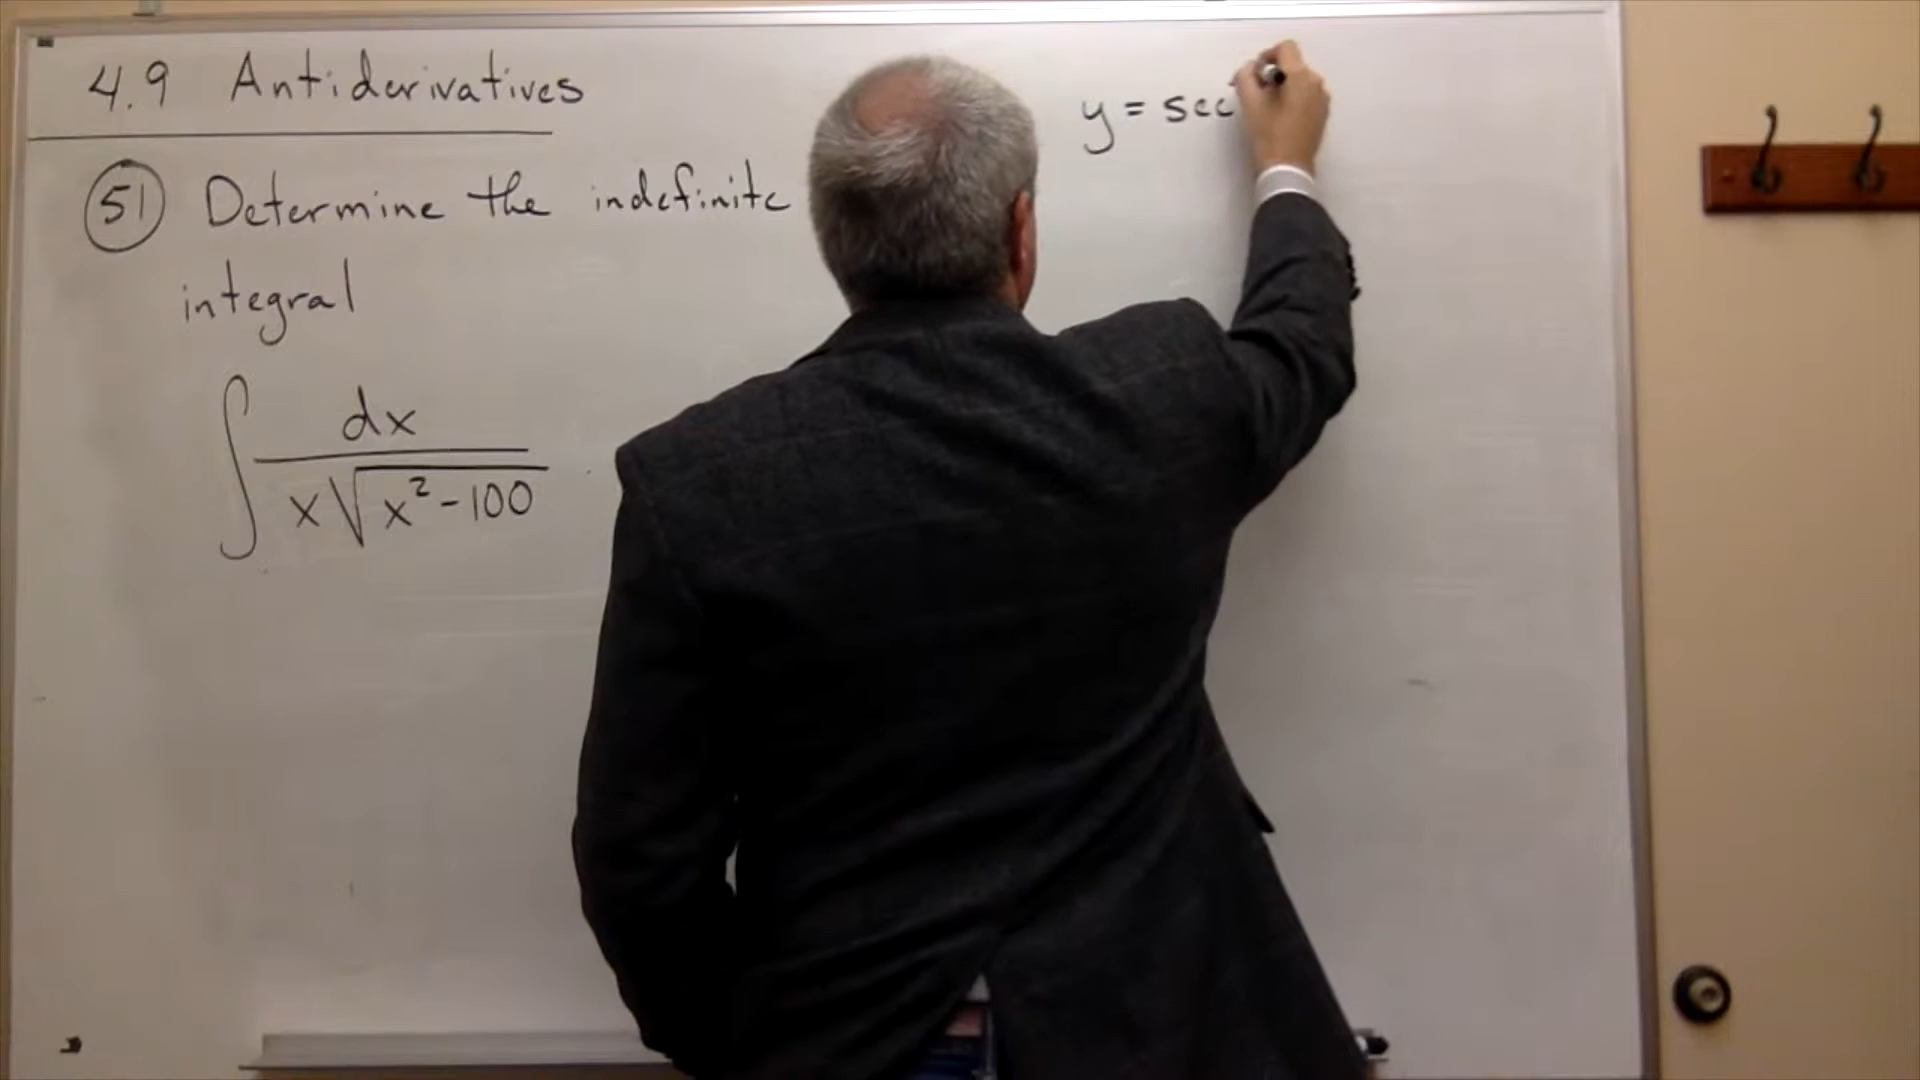 4.9 Antiderivatives
51 Determine the indefinite
integral
∫ dx / x√x²-100
y = sec